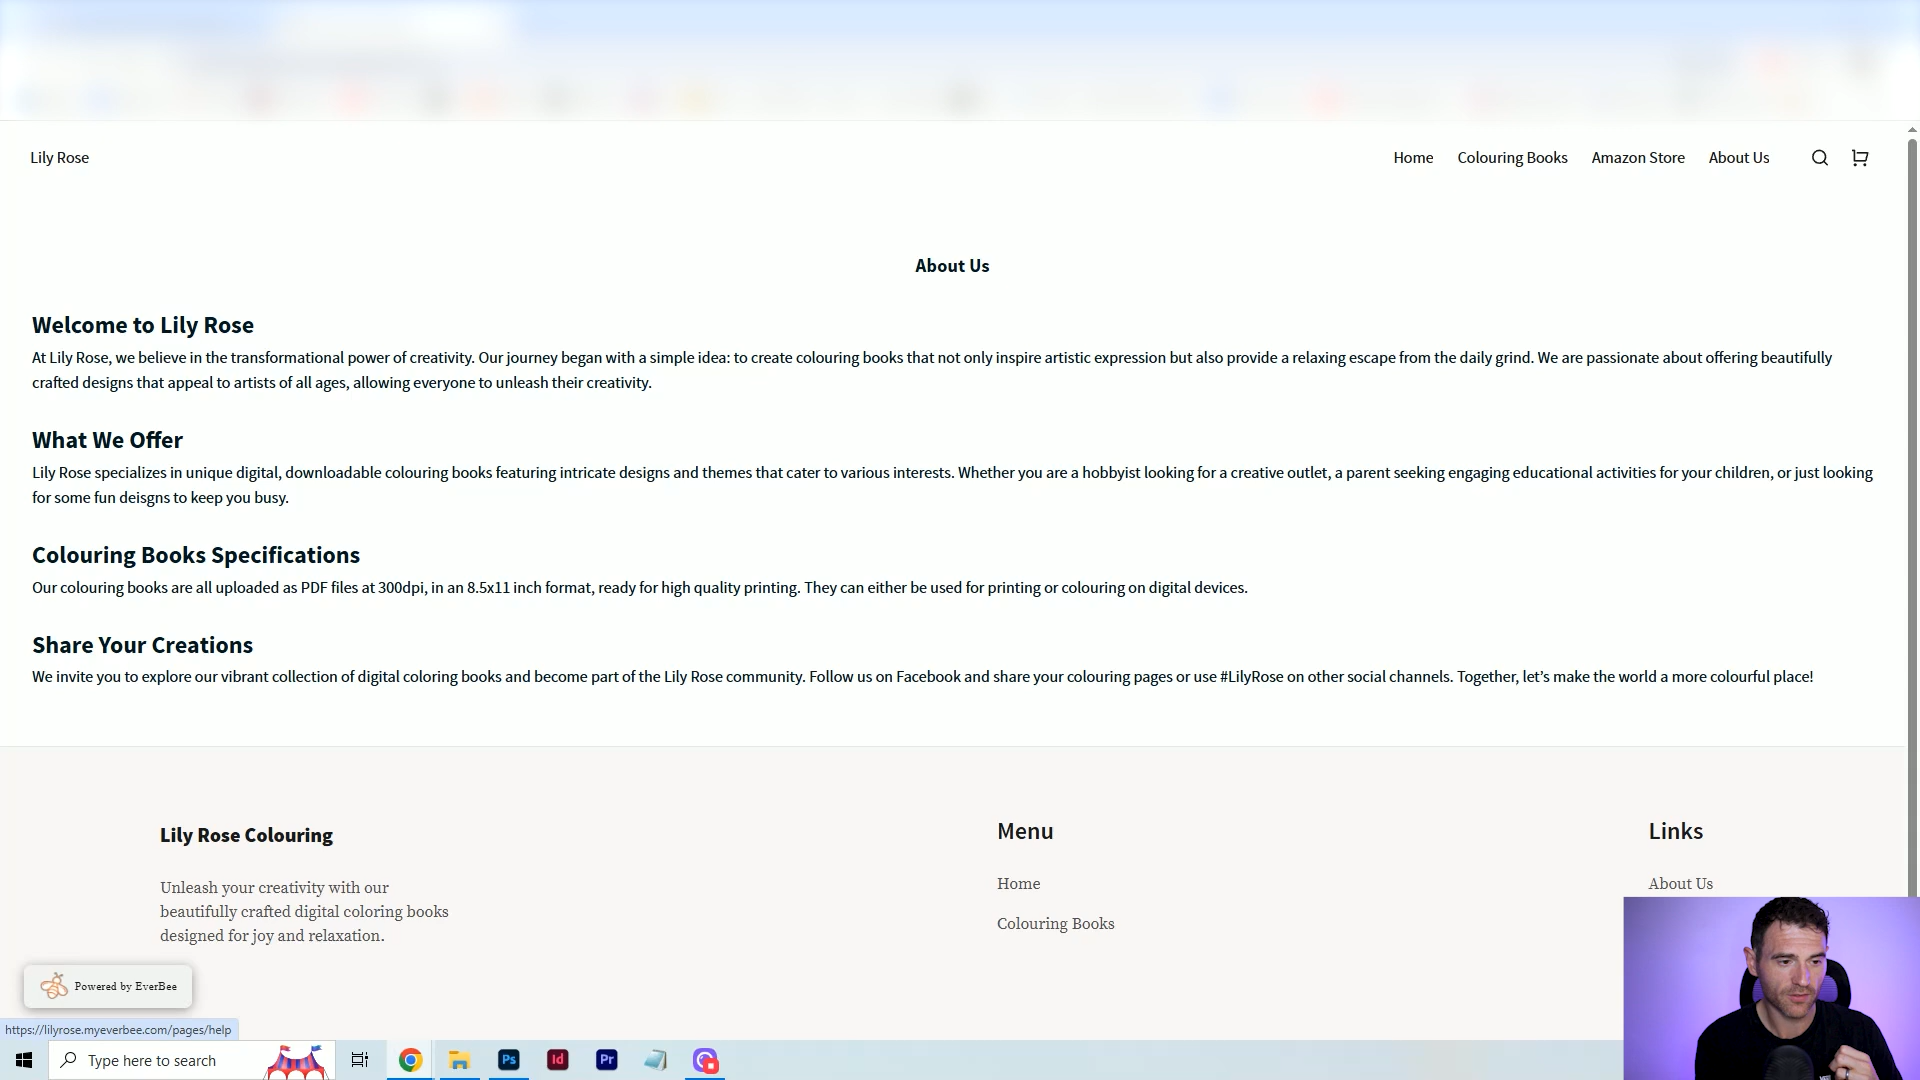 Lily Rose
Home
Colouring Books
Amazon Store
About Us
About Us
Welcome to Lily Rose
At Lily Rose, we believe in the transformational power of creativity. Our journey began with a simple idea: to create colouring books that not only inspire artistic expression but also provide a relaxing escape from the daily grind. We are passionate about offering beautifully
crafted designs that appeal to artists of all ages, allowing everyone to unleash their creativity.
What We Offer
Lily Rose specializes in unique digital, downloadable colouring books featuring intricate designs and themes that cater to various interests. Whether you are a hobbyist looking for a creative outlet, a parent seeking engaging educational activities for your children, or just looking
for some fun deisgns to keep you busy.
Colouring Books Specifications
Our colouring books are all uploaded as PDF files at 300dpi, in an 8.5x11 inch format, ready for high quality printing. They can either be used for printing or colouring on digital devices.
Share Your Creations
We invite you to explore our vibrant collection of digital coloring books and become part of the Lily Rose community. Follow us on Facebook and share your colouring pages or use #LilyRose on other social channels. Together, let’s make the world a more colourful place!
Lily Rose Colouring
Unleash your creativity with our
beautifully crafted digital coloring books
designed for joy and relaxation.
Menu
Home
Colouring Books
Links
About Us
Powered by EverBee
https://lilyrose.myeverbee.com/pages/help
Type here to search
Ps
Id
Pr